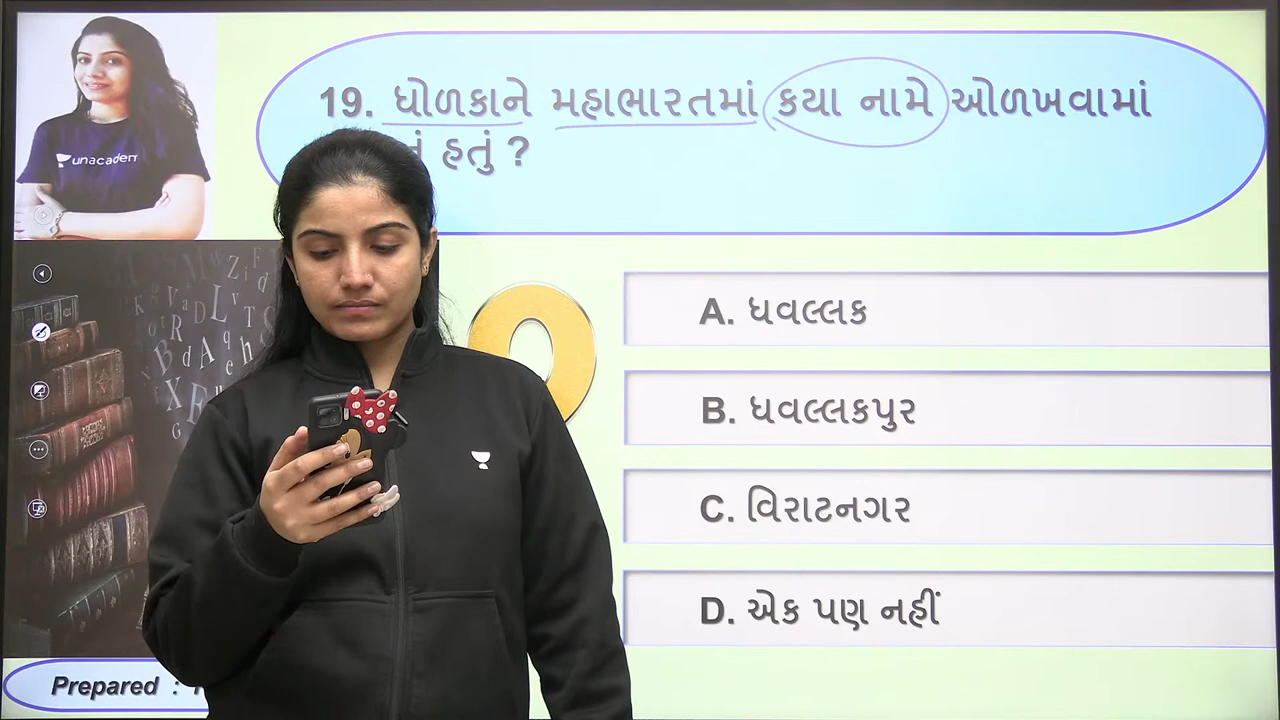 unacadem
19. ધોળકાને મહાભારતમાં કયા નામે ઓળખવામાં
હતું ?
A. ધવલ્લક
B. ધવલ્લકપુર
C. વિરાટનગર
D. એક પણ નહીં
Prepared :